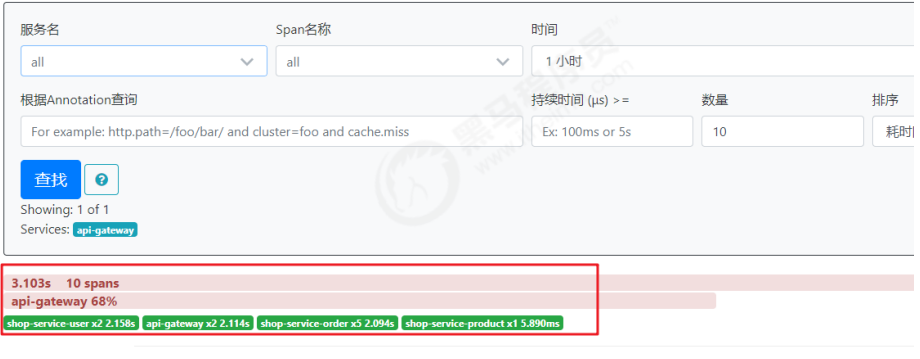 服务名 Span名称 时间
all all 1 小时
根据Annotation查询 持续时间 (μs) >= 数量 排序
For example: http.path=/foo/bar/ and cluster=foo and cache.miss Ex: 100ms or 5s 10 耗时
查找 ?
Showing: 1 of 1
Services: api-gateway
3.103s 10 spans
api-gateway 68%
shop-service-user x2 2.158s api-gateway x2 2.114s shop-service-order x5 2.094s shop-service-product x1 5.890ms
黑马程序员